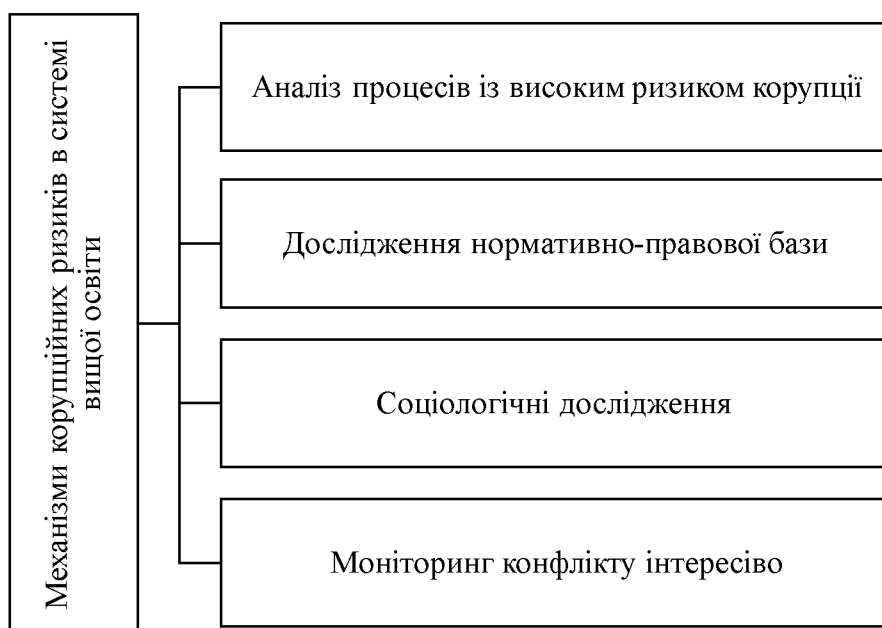 Механізми корупційних ризиків в системі
вищої освіти
Аналіз процесів із високим ризиком корупції
Дослідження нормативно-правової бази
Соціологічні дослідження
Моніторинг конфлікту інтересіво